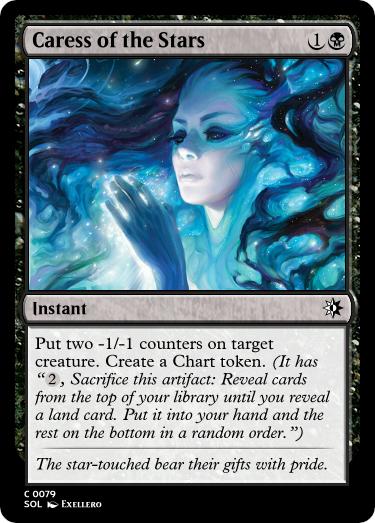 Caress of the Stars 1
Instant
Put two -1/-1 counters on target
creature. Create a Chart token. (It has
“2, Sacrifice this artifact: Reveal cards
from the top of your library until you reveal
a land card. Put it into your hand and the
rest on the bottom in a random order.”)
The star-touched bear their gifts with pride.
C 0079
SOL Exellero